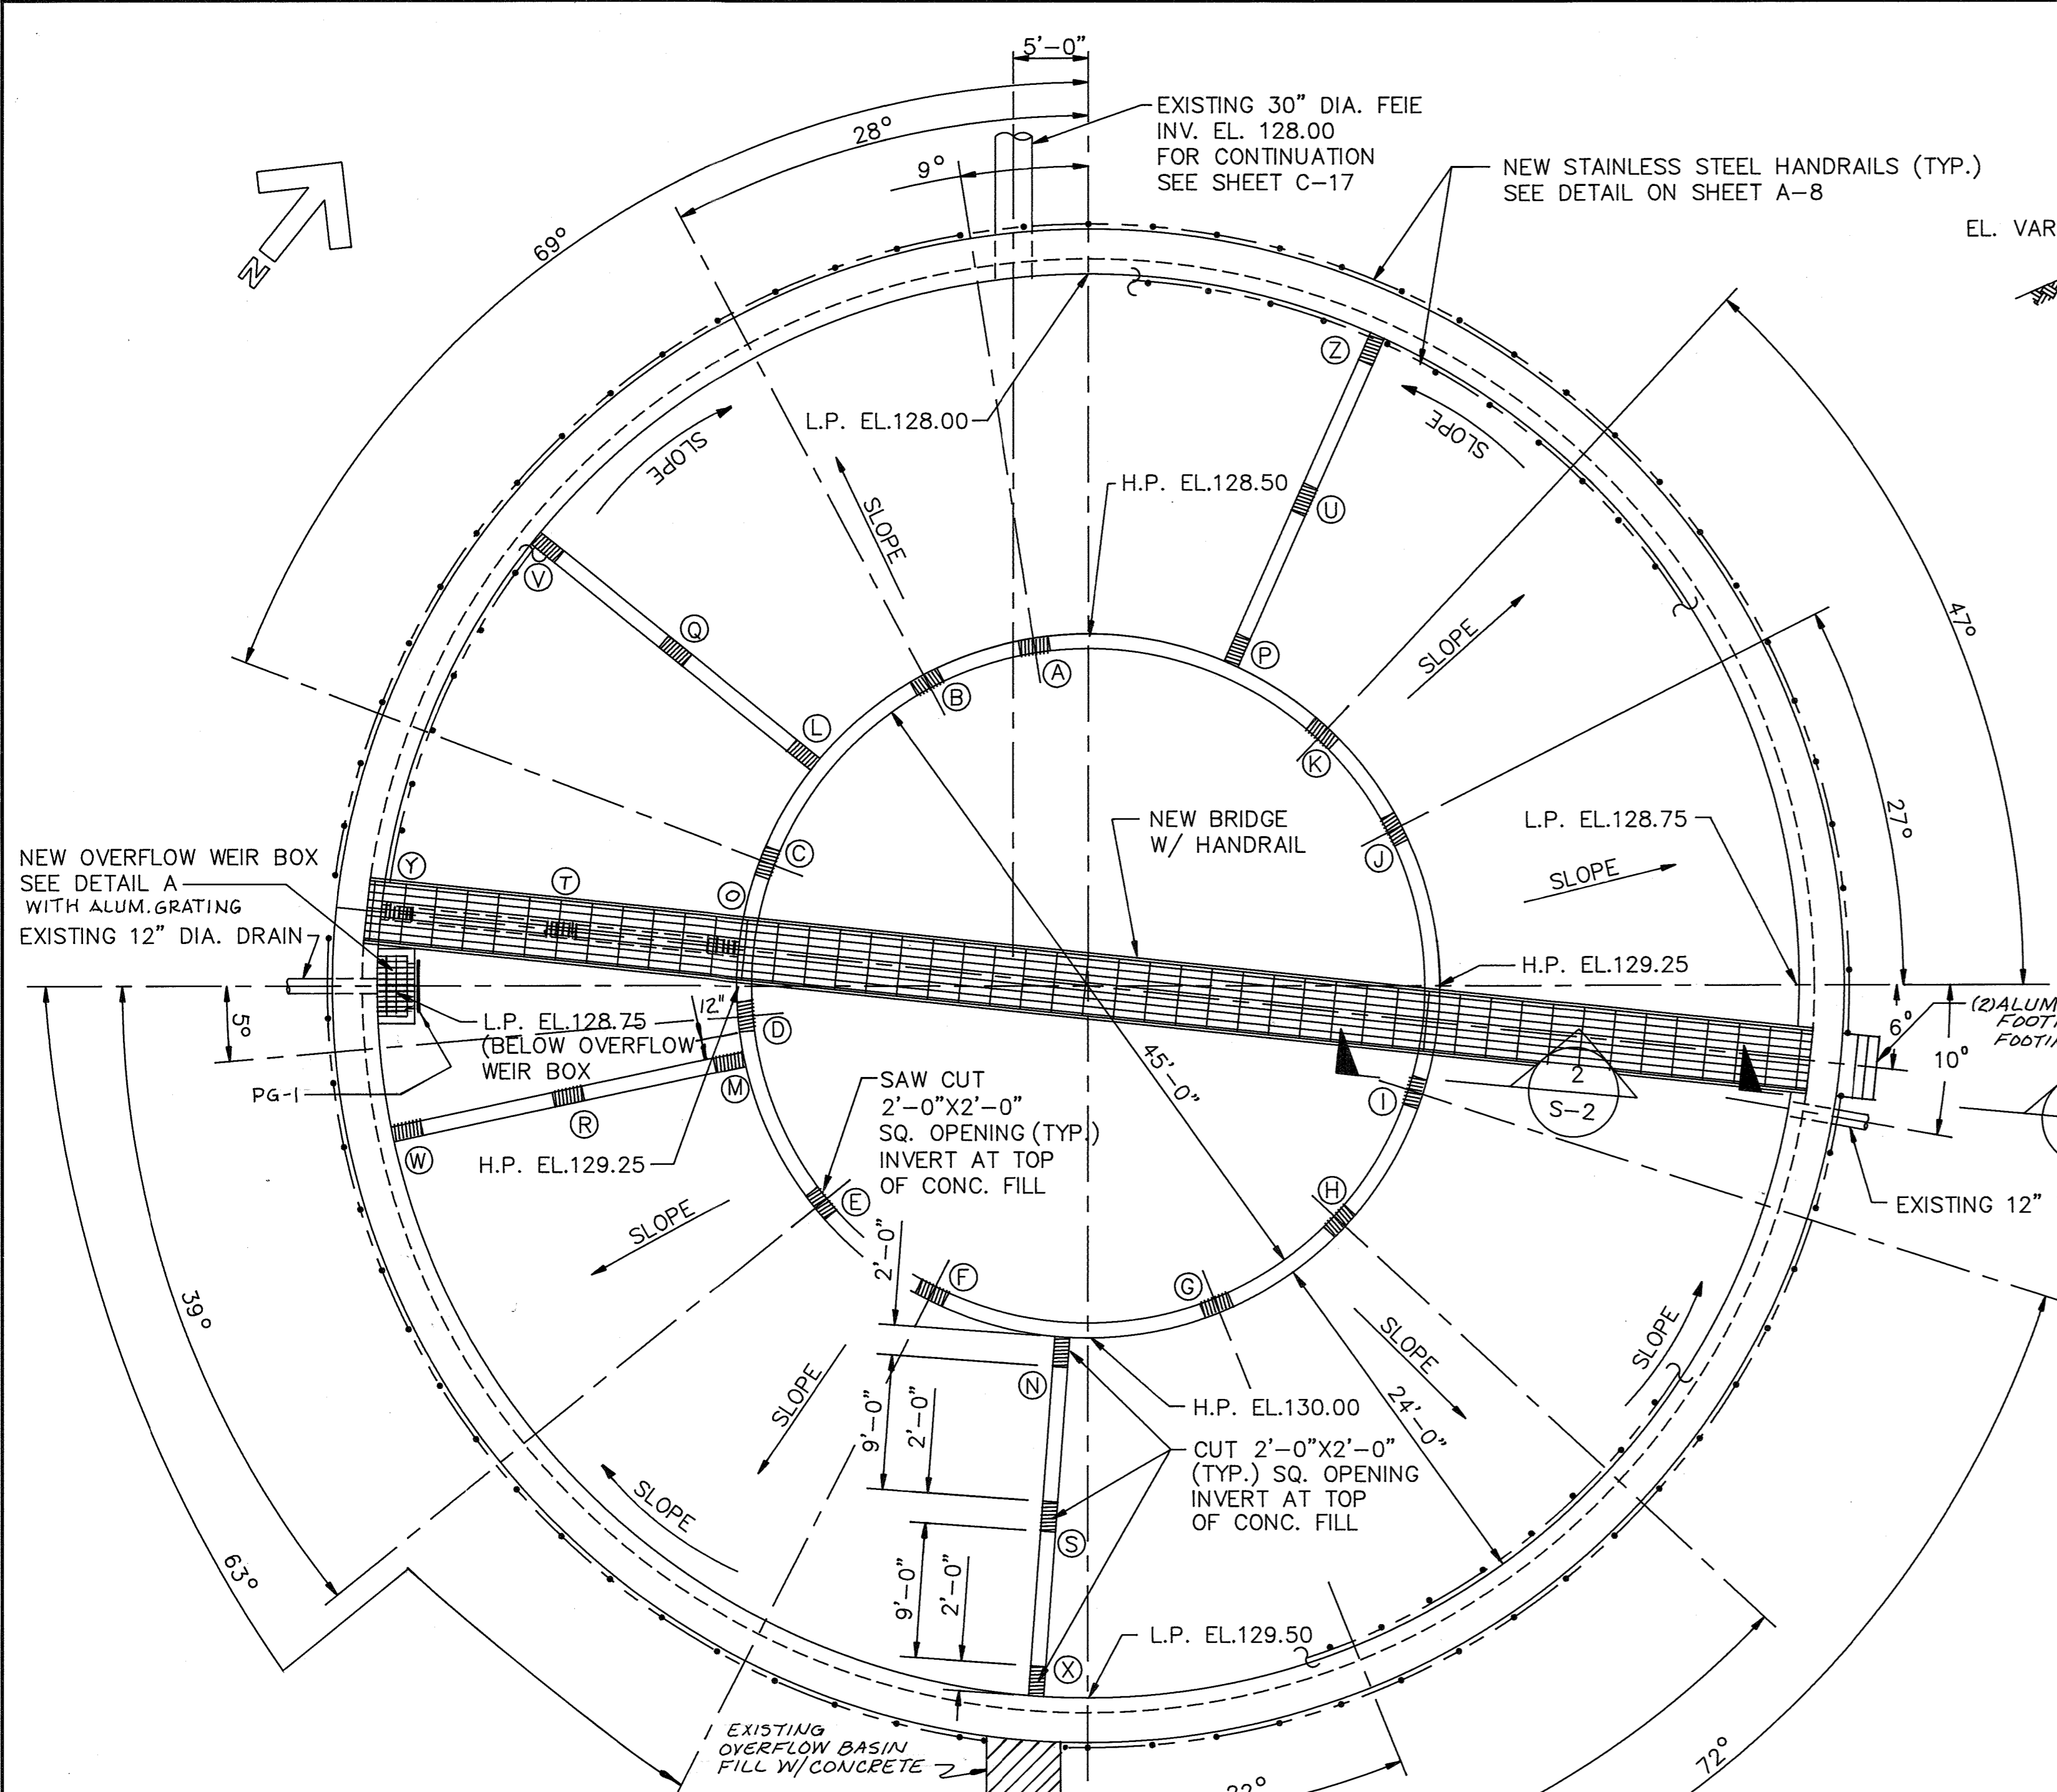 5'-0"
28°
9°
69°
EXISTING 30" DIA. FEIE
INV. EL. 128.00
FOR CONTINUATION
SEE SHEET C-17
NEW STAINLESS STEEL HANDRAILS (TYP.)
SEE DETAIL ON SHEET A-8
EL. VAR
N
Z
L.P. EL.128.00
SLOPE
SLOPE
SLOPE
H.P. EL.128.50
U
V
Q
P
A
B
L
K
SLOPE
47°
27°
C
J
NEW BRIDGE
W/ HANDRAIL
L.P. EL.128.75
SLOPE
NEW OVERFLOW WEIR BOX
SEE DETAIL A
WITH ALUM.GRATING
EXISTING 12" DIA. DRAIN
Y
T
O
H.P. EL.129.25
5°
L.P. EL.128.75
(BELOW OVERFLOW
WEIR BOX
12"
D
M
PG-1
R
W
H.P. EL.129.25
45'-0"
(2)ALUM
6°
10°
2
S-2
I
SAW CUT
2'-0"X2'-0"
SQ. OPENING (TYP.)
INVERT AT TOP
OF CONC. FILL
E
H
EXISTING 12"
SLOPE
2'-0"
F
G
SLOPE
SLOPE
39°
SLOPE
N
9'-0"
2'-0"
H.P. EL.130.00
24'-0"
CUT 2'-0"X2'-0"
(TYP.) SQ. OPENING
INVERT AT TOP
OF CONC. FILL
SLOPE
S
63°
9'-0"
2'-0"
L.P. EL.129.50
X
EXISTING
OVERFLOW BASIN
FILL W/CONCRETE
72°